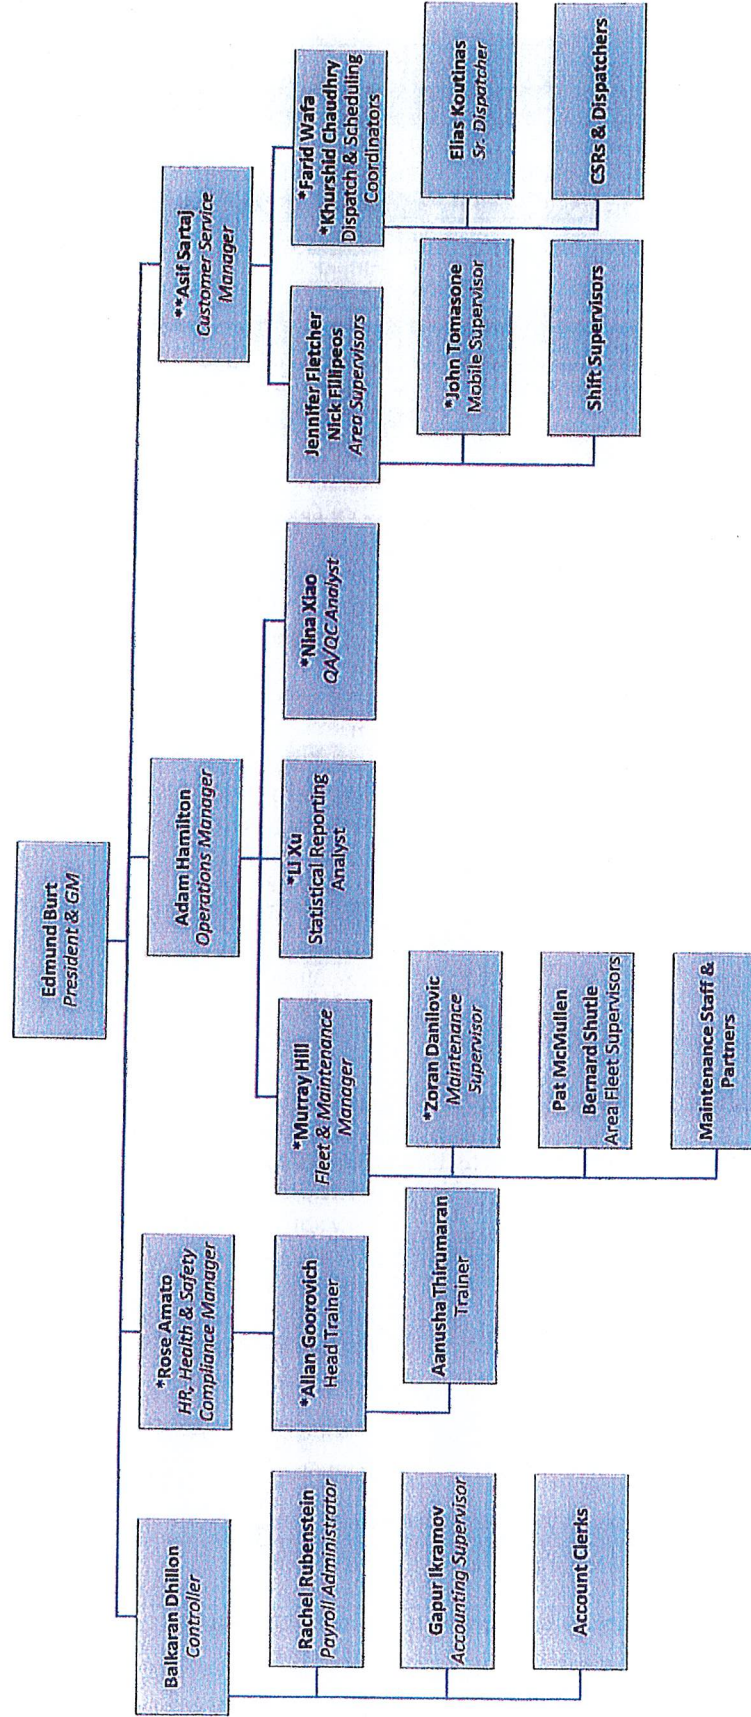 Edmund Burt
President & GM
Balkaran Dhillon
Controller
*Rose Amato
HR, Health & Safety
Compliance Manager
Adam Hamilton
Operations Manager
**Asif Sartaj
Customer Service
Manager
Rachel Rubenstein
Payroll Administrator
Gapur Ikramov
Accounting Supervisor
Account Clerks
*Allan Goorovich
Head Trainer
Aanusha Thirumaran
Trainer
*Murray Hill
Fleet & Maintenance
Manager
*Zoran Danilovic
Maintenance
Supervisor
Pat McMullen
Bernard Shutle
Area Fleet Supervisors
Maintenance Staff &
Partners
*Li Xu
Statistical Reporting
Analyst
*Nina Xiao
QA/QC Analyst
Jennifer Fletcher
Nick Fillipeos
Area Supervisors
*John Tomasone
Mobile Supervisor
Shift Supervisors
*Farid Wafa
*Khurshid Chaudhry
Dispatch & Scheduling
Coordinators
Elias Koutinas
Sr. Dispatcher
CSRs & Dispatchers